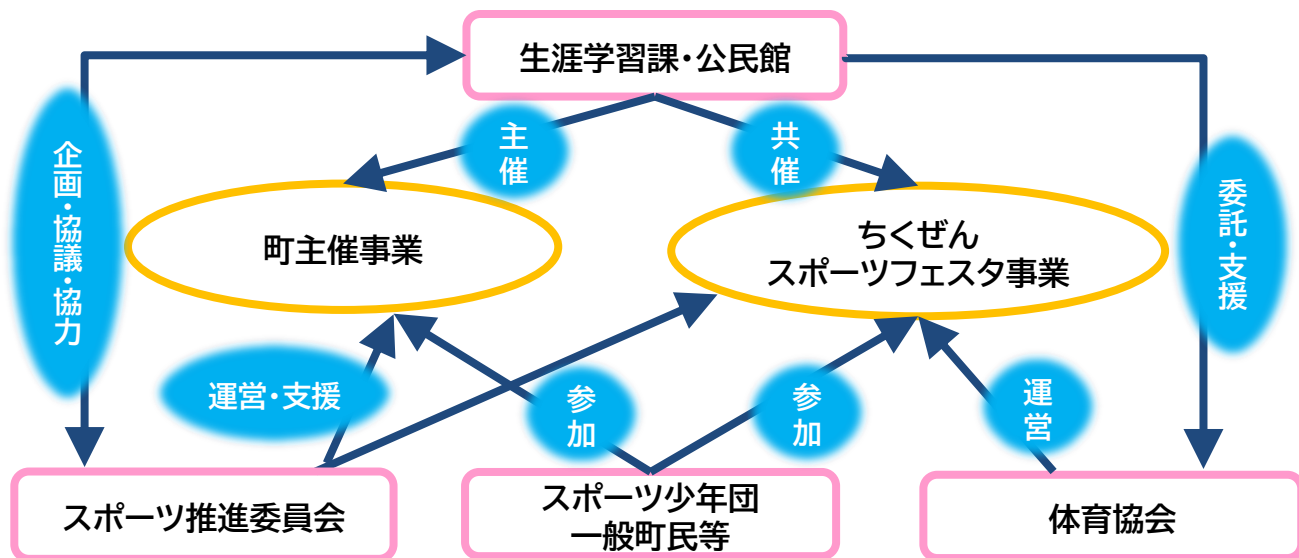 生涯学習課・公民館
主
催
共
催
企画・協議・協力
委託・支援
町主催事業
ちくぜん
スポーツフェスタ事業
運営・支援
参
加
参
加
運
営
スポーツ推進委員会
スポーツ少年団
一般町民等
体育協会